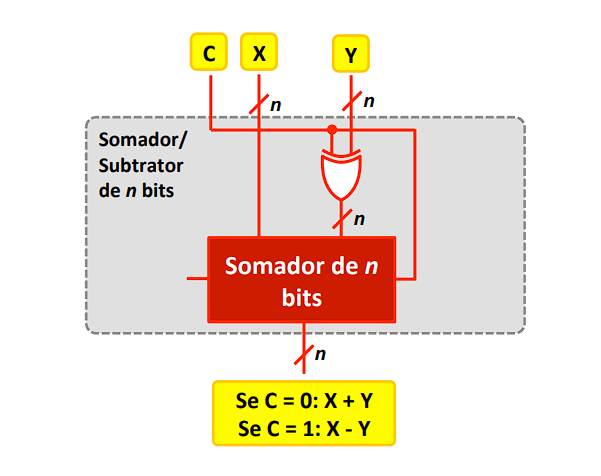 C X Y
n n
Somador/
Subtrator
de n bits
n
Somador de n
bits
n
Se C = 0: X + Y
Se C = 1: X - Y